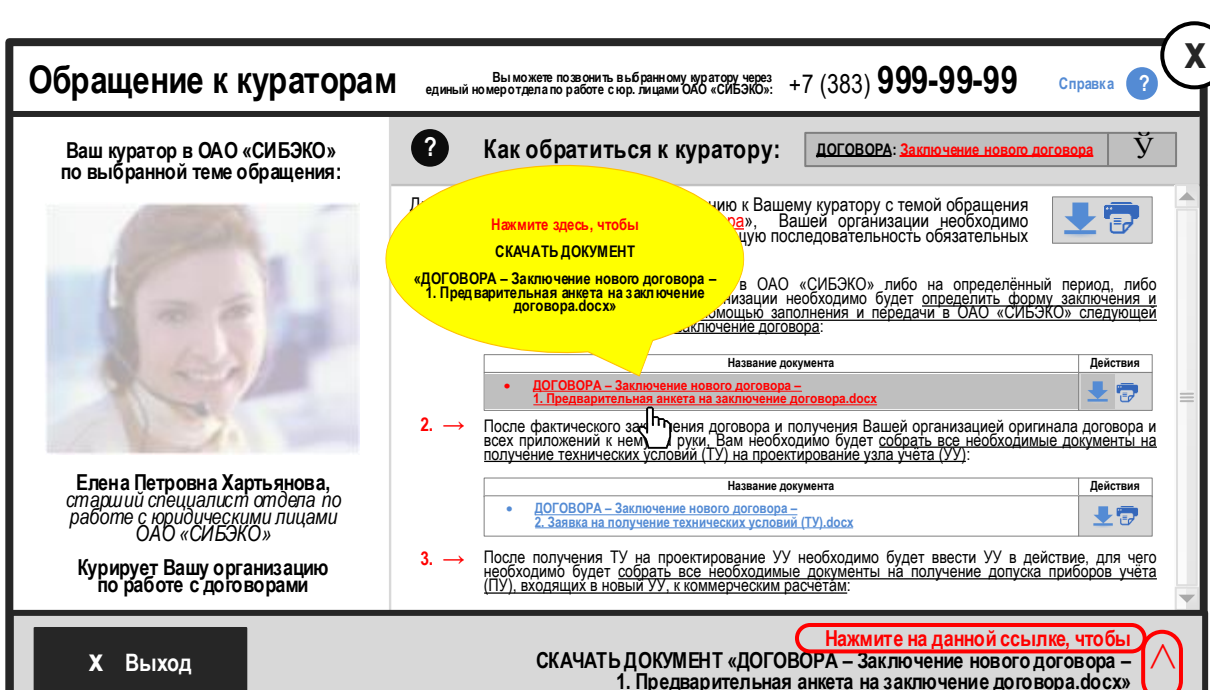 X
Обращение к кураторам
Вы можете позвонить выбранному куратору через
единый номер отдела по работе с юр. лицами ОАО «СИБЭКО»:
+7 (383) 999-99-99
Справка ?
Ваш куратор в ОАО «СИБЭКО»
по выбранной теме обращения:
Елена Петровна Хартьянова,
старший специалист отдела по
работе с юридическими лицами
ОАО «СИБЭКО»
Курирует Вашу организацию
по работе с договорами
? Как обратиться к куратору:
ДОГОВОРА: Заключение нового договора
Ў
нию к Вашему куратору с темой обращения
ра», Вашей организации необходимо
щую последовательность обязательных
в ОАО «СИБЭКО» либо на определённый период, либо
низации необходимо будет определить форму заключения и
омощью заполнения и передачи в ОАО «СИБЭКО» следующей
заключение договора:
Нажмите здесь, чтобы
СКАЧАТЬ ДОКУМЕНТ
«ДОГОВОРА – Заключение нового договора –
1. Предварительная анкета на заключение
договора.docx»
Название документа Действия
• ДОГОВОРА – Заключение нового договора –
1. Предварительная анкета на заключение договора.docx
2. → После фактического зак ения договора и получения Вашей организацией оригинала договора и
всех приложений к нем руки, Вам необходимо будет собрать все необходимые документы на
получение технических условий (ТУ) на проектирование узла учёта (УУ):
Название документа Действия
• ДОГОВОРА – Заключение нового договора –
2. Заявка на получение технических условий (ТУ).docx
3. → После получения ТУ на проектирование УУ необходимо будет ввести УУ в действие, для чего
необходимо будет собрать все необходимые документы на получение допуска приборов учёта
(ПУ), входящих в новый УУ, к коммерческим расчётам:
X Выход
Нажмите на данной ссылке, чтобы
СКАЧАТЬ ДОКУМЕНТ «ДОГОВОРА – Заключение нового договора –
1. Предварительная анкета на заключение договора.docx»